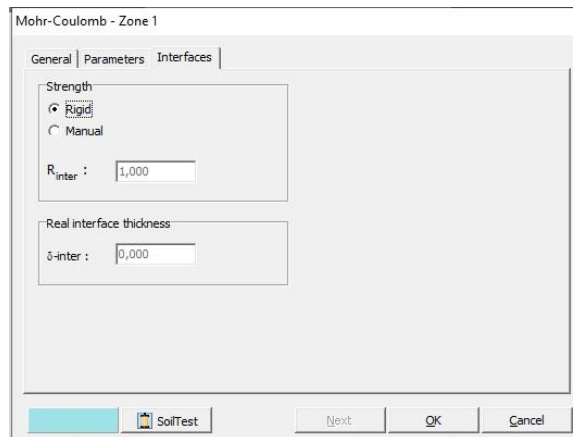 Mohr-Coulomb - Zone 1
General Parameters Interfaces
Strength
Rigid
Manual
Rinter : 1,000
Real interface thickness
δ-inter : 0,000
SoilTest Next OK Cancel